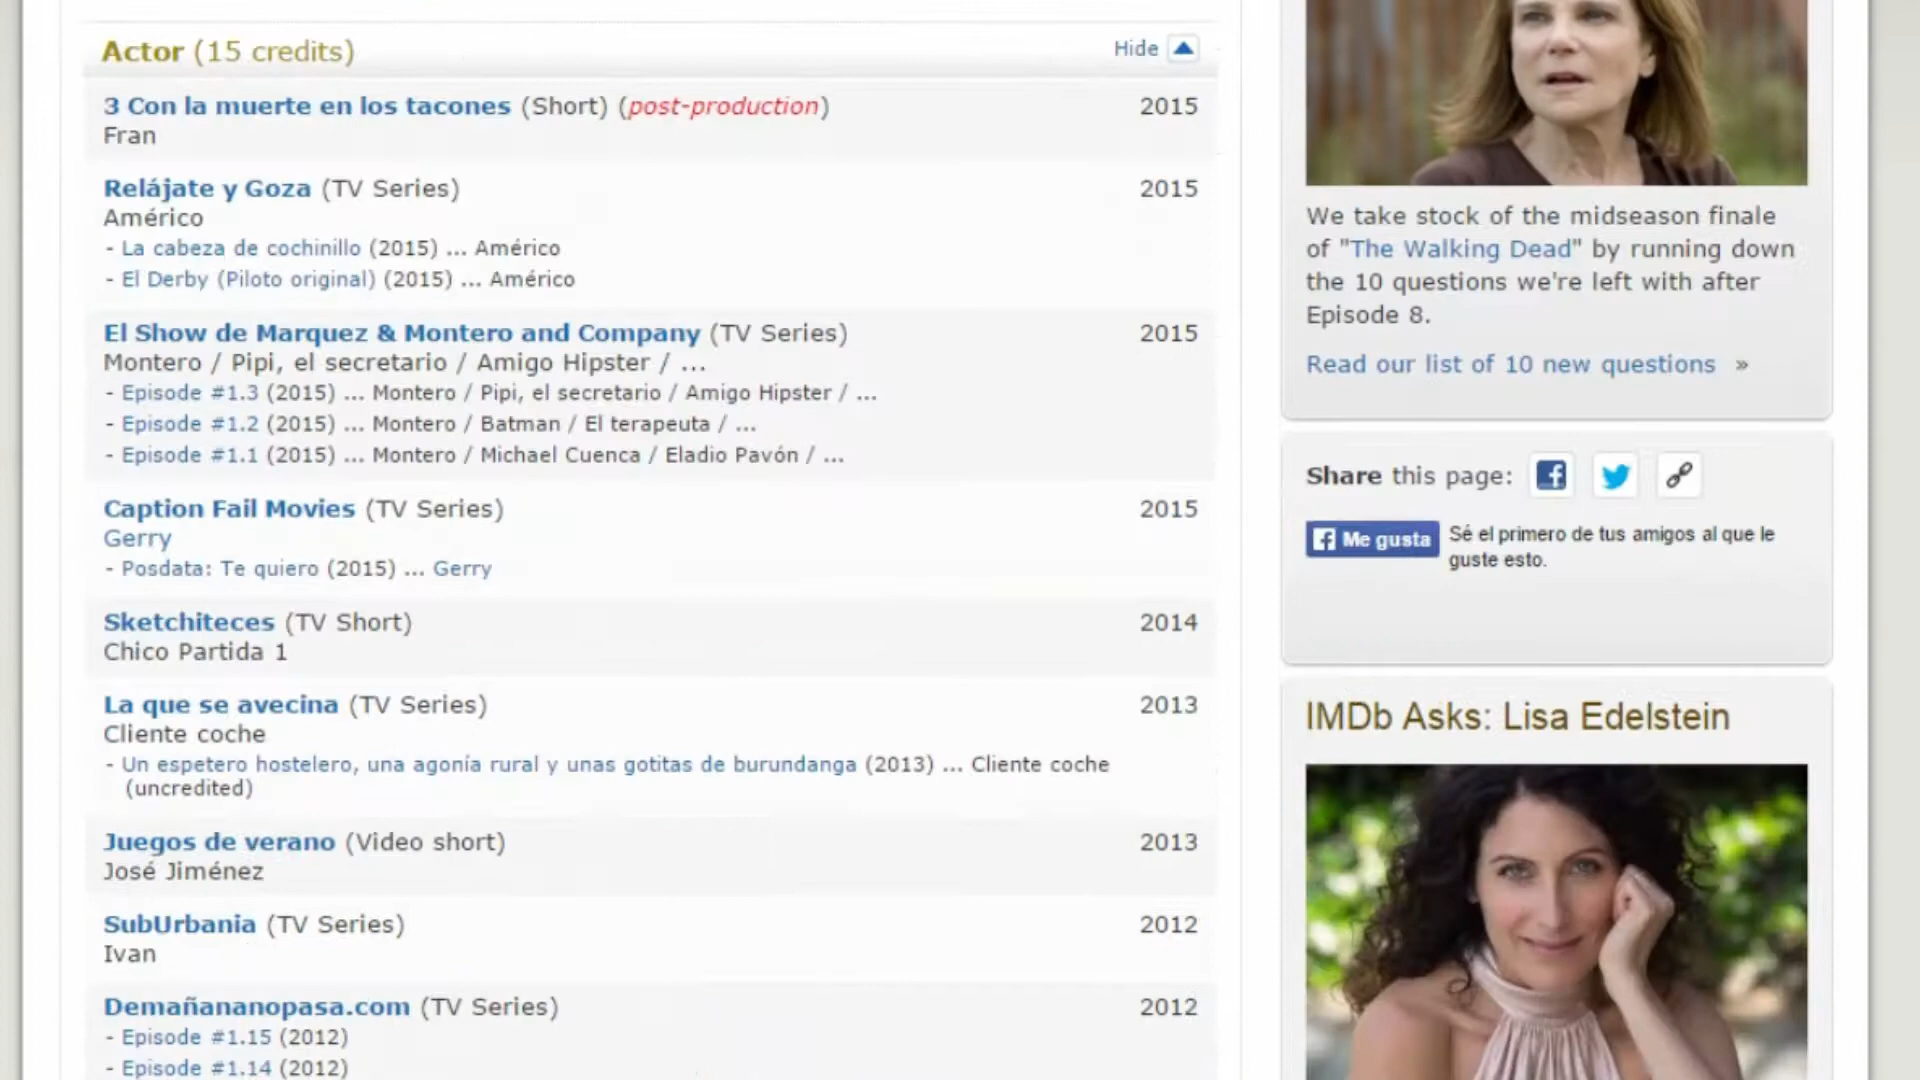 Actor (15 credits)
Hide
3 Con la muerte en los tacones (Short) (post-production)
2015
Fran
Relájate y Goza (TV Series)
2015
Américo
- La cabeza de cochinillo (2015) ... Américo
- El Derby (Piloto original) (2015) ... Américo
El Show de Marquez & Montero and Company (TV Series)
2015
Montero / Pipi, el secretario / Amigo Hipster / ...
- Episode #1.3 (2015) ... Montero / Pipi, el secretario / Amigo Hipster / ...
- Episode #1.2 (2015) ... Montero / Batman / El terapeuta / ...
- Episode #1.1 (2015) ... Montero / Michael Cuenca / Eladio Pavón / ...
Caption Fail Movies (TV Series)
2015
Gerry
- Posdata: Te quiero (2015) ... Gerry
Sketchiteces (TV Short)
2014
Chico Partida 1
La que se avecina (TV Series)
2013
Cliente coche
- Un espetero hostelero, una agonía rural y unas gotitas de burundanga (2013) ... Cliente coche
(uncredited)
Juegos de verano (Video short)
2013
José Jiménez
SubUrbania (TV Series)
2012
Ivan
Demañananopasa.com (TV Series)
2012
- Episode #1.15 (2012)
- Episode #1.14 (2012)
We take stock of the midseason finale
of "The Walking Dead" by running down
the 10 questions we're left with after
Episode 8.
Read our list of 10 new questions »
Share this page:
Me gusta
Sé el primero de tus amigos al que le
guste esto.
IMDb Asks: Lisa Edelstein